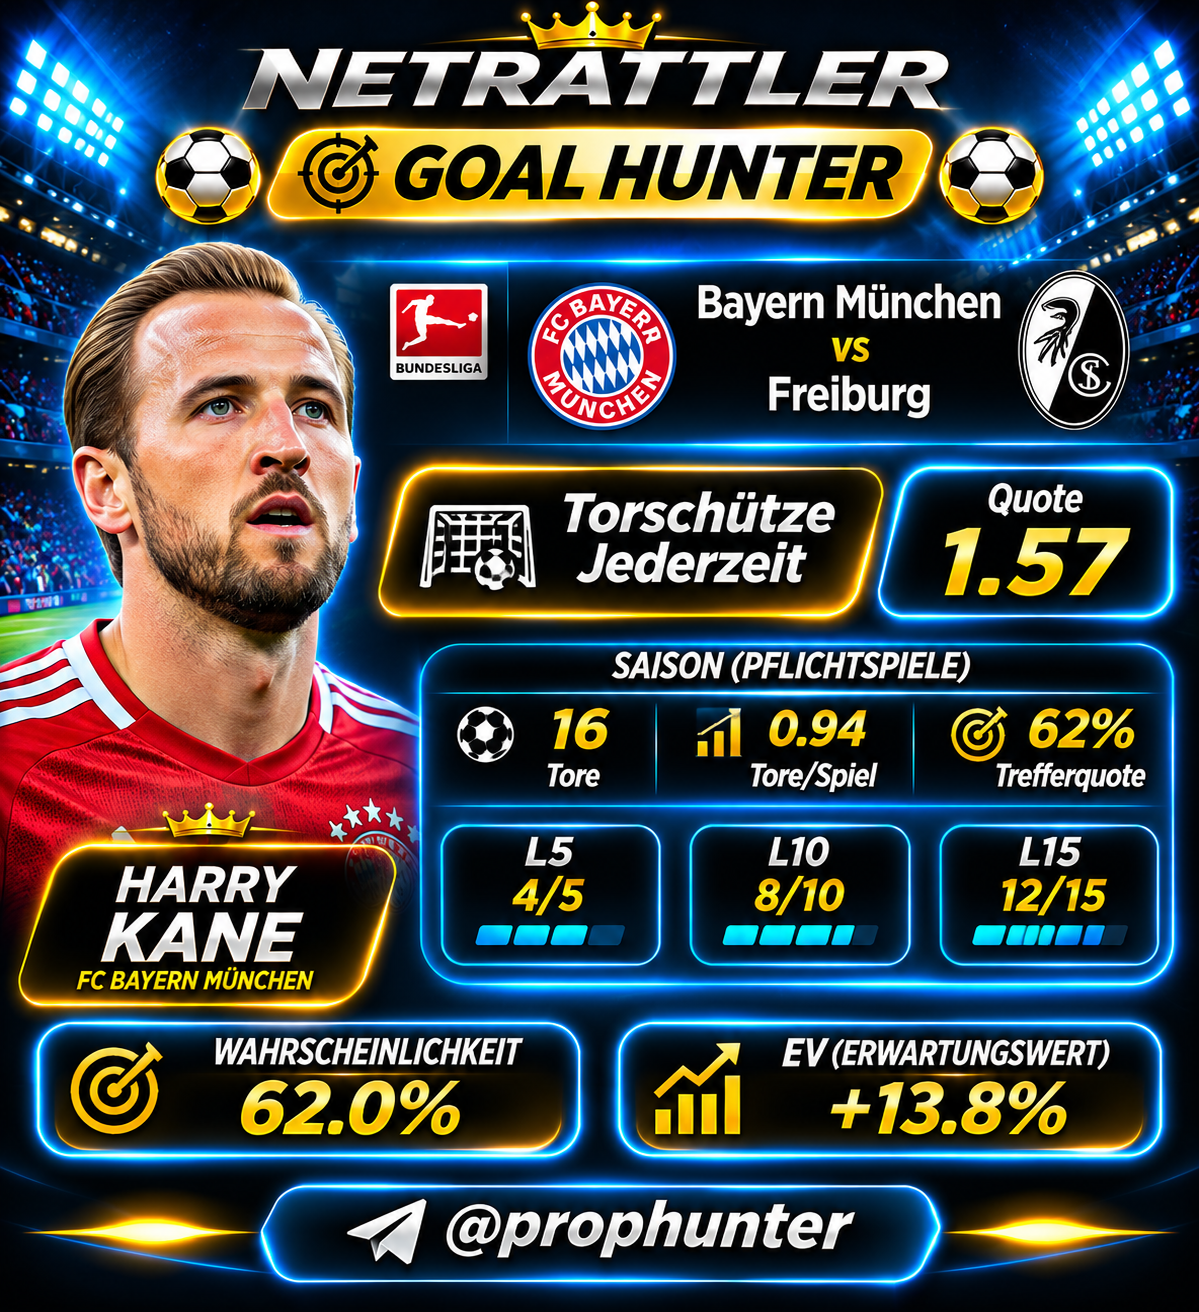 NETRATTLER
GOAL HUNTER
BUNDESLIGA
FC BAYERN
MÜNCHEN
Bayern München
vs
Freiburg
SC
Torschütze
Jederzeit
Quote
1.57
SAISON (PFLICHTSPIELE)
16
Tore
0.94
Tore/Spiel
62%
Trefferquote
L5
4/5
L10
8/10
L15
12/15
HARRY
KANE
FC BAYERN MÜNCHEN
WAHRSCHEINLICHKEIT
62.0%
EV (ERWARTUNGSWERT)
+13.8%
@prophunter